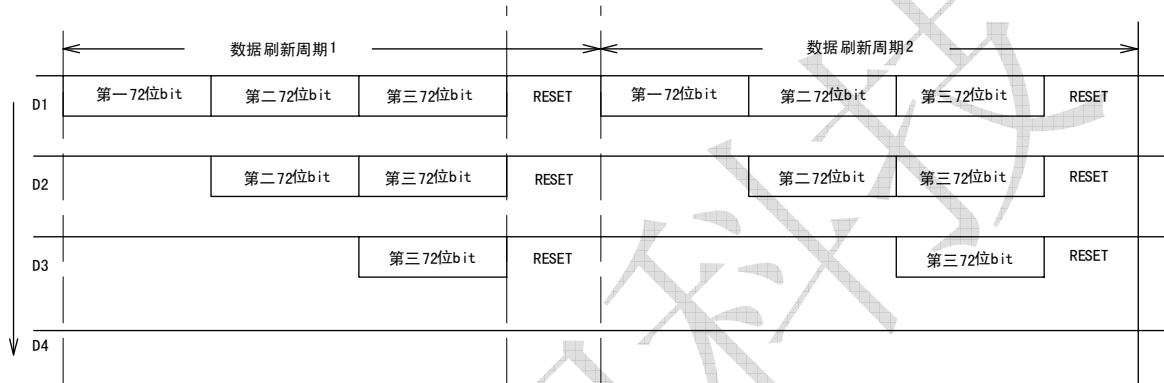 数据刷新周期1 数据刷新周期2
D1 第一72位bit 第二72位bit 第三72位bit RESET 第一72位bit 第二72位bit 第三72位bit RESET
D2 第二72位bit 第三72位bit RESET 第二72位bit 第三72位bit RESET
D3 第三72位bit RESET 第三72位bit RESET
D4
科技